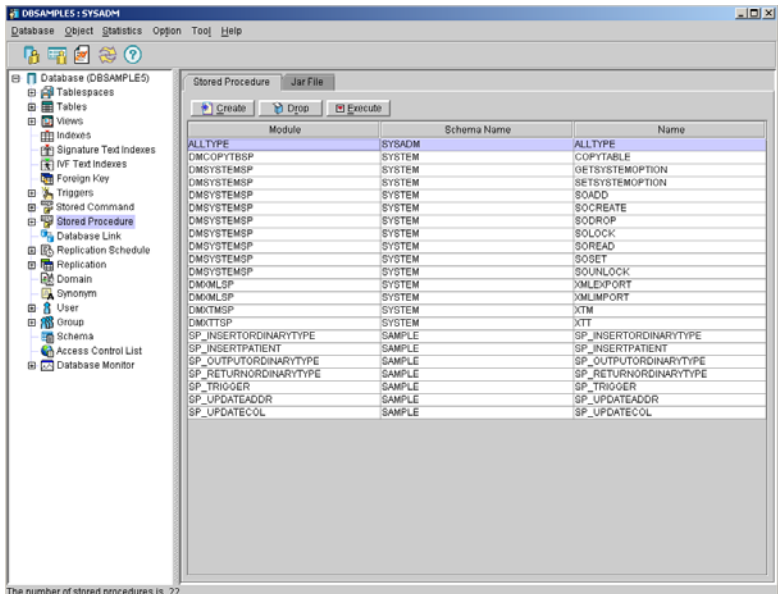 DBSAMPLE5 : SYSADM
Database Object Statistics Option Tool Help
Database (DBSAMPLE5)
Tablespaces
Tables
Views
Indexes
Signature Text Indexes
IVF Text Indexes
Foreign Key
Triggers
Stored Command
Stored Procedure
Database Link
Replication Schedule
Replication
Domain
Synonym
User
Group
Schema
Access Control List
Database Monitor
Stored Procedure Jar File
Create Drop Execute
Module Schema Name Name
ALLTYPE SYSADM ALLTYPE
DMCOPYTBSP SYSTEM COPYTABLE
DMSYSTEMSP SYSTEM GETSYSTEMOPTION
DMSYSTEMSP SYSTEM SETSYSTEMOPTION
DMSYSTEMSP SYSTEM SOADD
DMSYSTEMSP SYSTEM SOCREATE
DMSYSTEMSP SYSTEM SODROP
DMSYSTEMSP SYSTEM SOLOCK
DMSYSTEMSP SYSTEM SOREAD
DMSYSTEMSP SYSTEM SOSET
DMSYSTEMSP SYSTEM SOUNLOCK
DMXMLSP SYSTEM XMLEXPORT
DMXMLSP SYSTEM XMLIMPORT
DMXTMSP SYSTEM XTM
DMXTTSP SYSTEM XTT
SP_INSERTORDINARYTYPE SAMPLE SP_INSERTORDINARYTYPE
SP_INSERTPATIENT SAMPLE SP_INSERTPATIENT
SP_OUTPUTORDINARYTYPE SAMPLE SP_OUTPUTORDINARYTYPE
SP_RETURNORDINARYTYPE SAMPLE SP_RETURNORDINARYTYPE
SP_TRIGGER SAMPLE SP_TRIGGER
SP_UPDATEADDR SAMPLE SP_UPDATEADDR
SP_UPDATECOL SAMPLE SP_UPDATECOL
The number of stored procedures is 22